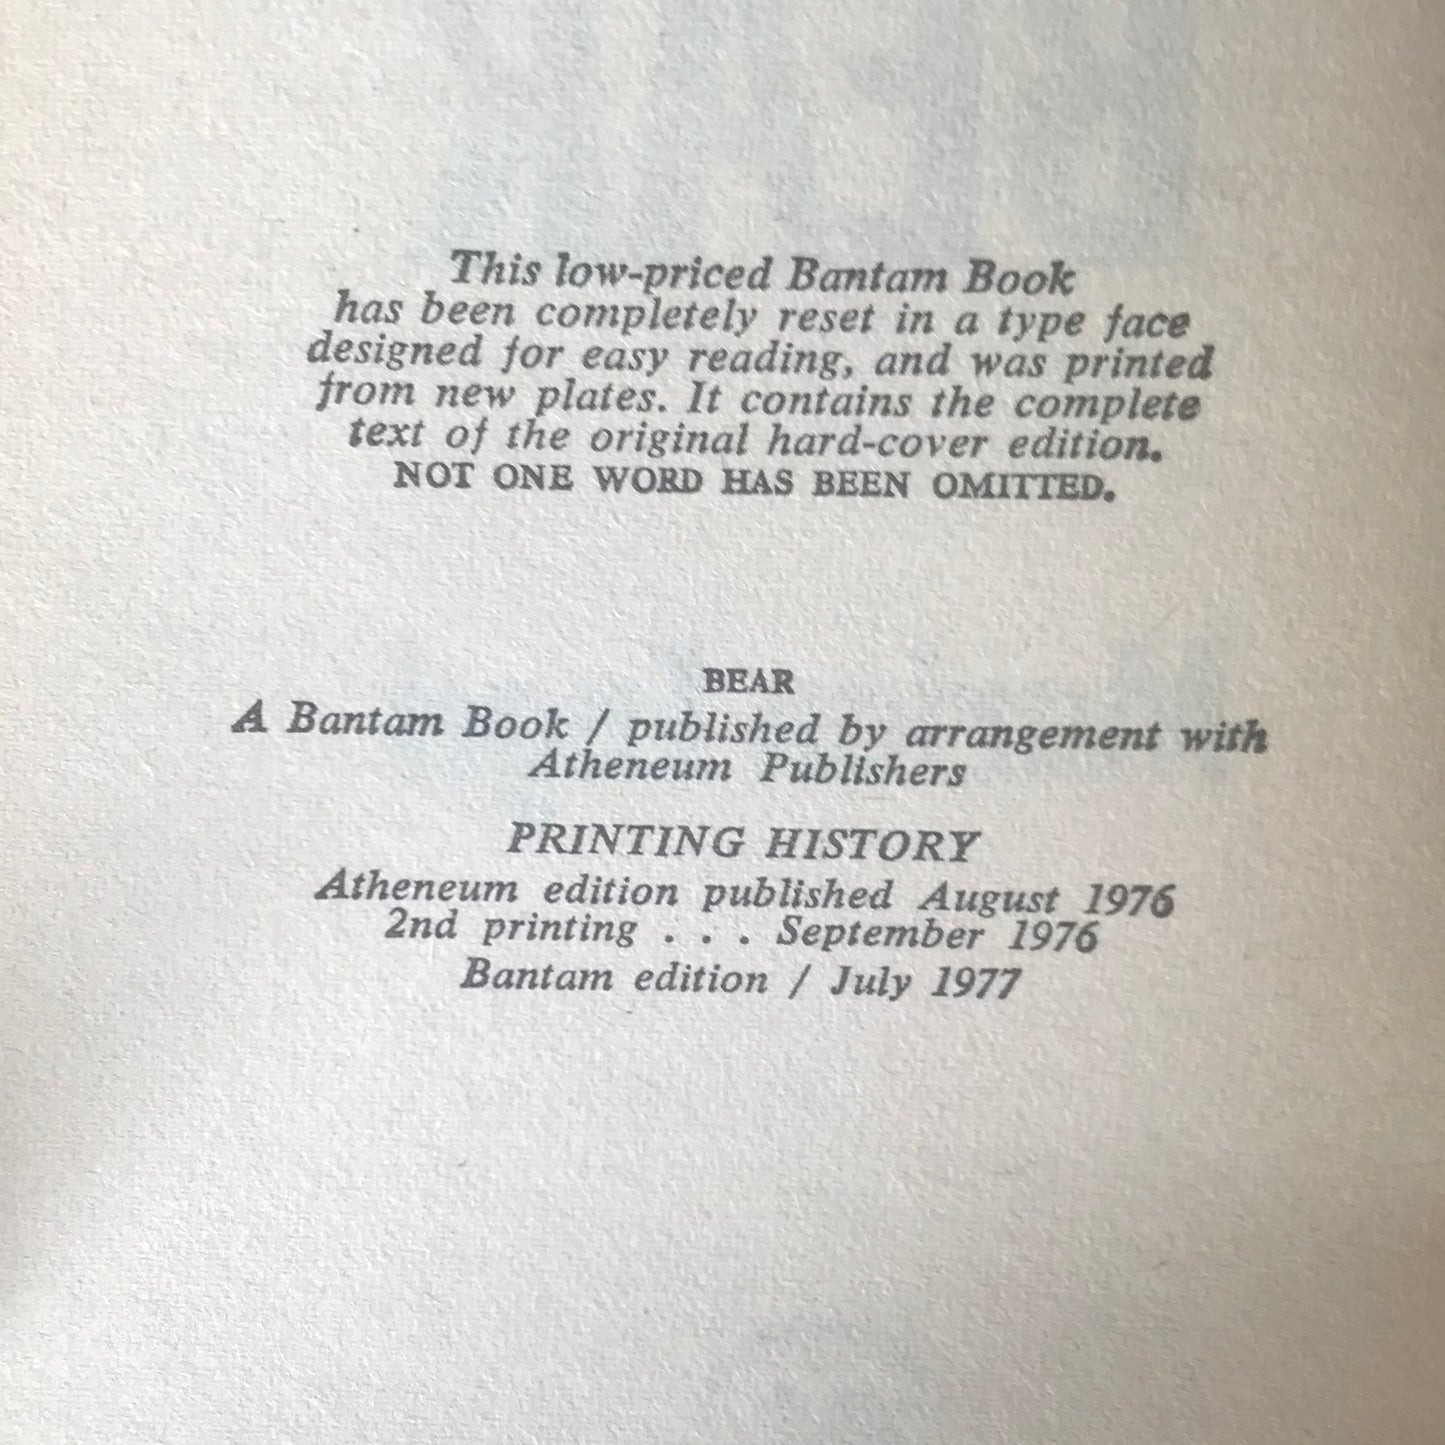 This low-priced Bantam Book
has been completely reset in a type face
designed for easy reading, and was printed
from new plates. It contains the complete
text of the original hard-cover edition.
NOT ONE WORD HAS BEEN OMITTED.
BEAR
A Bantam Book / published by arrangement with
Atheneum Publishers
PRINTING HISTORY
Atheneum edition published August 1976
2nd printing . . . September 1976
Bantam edition / July 1977